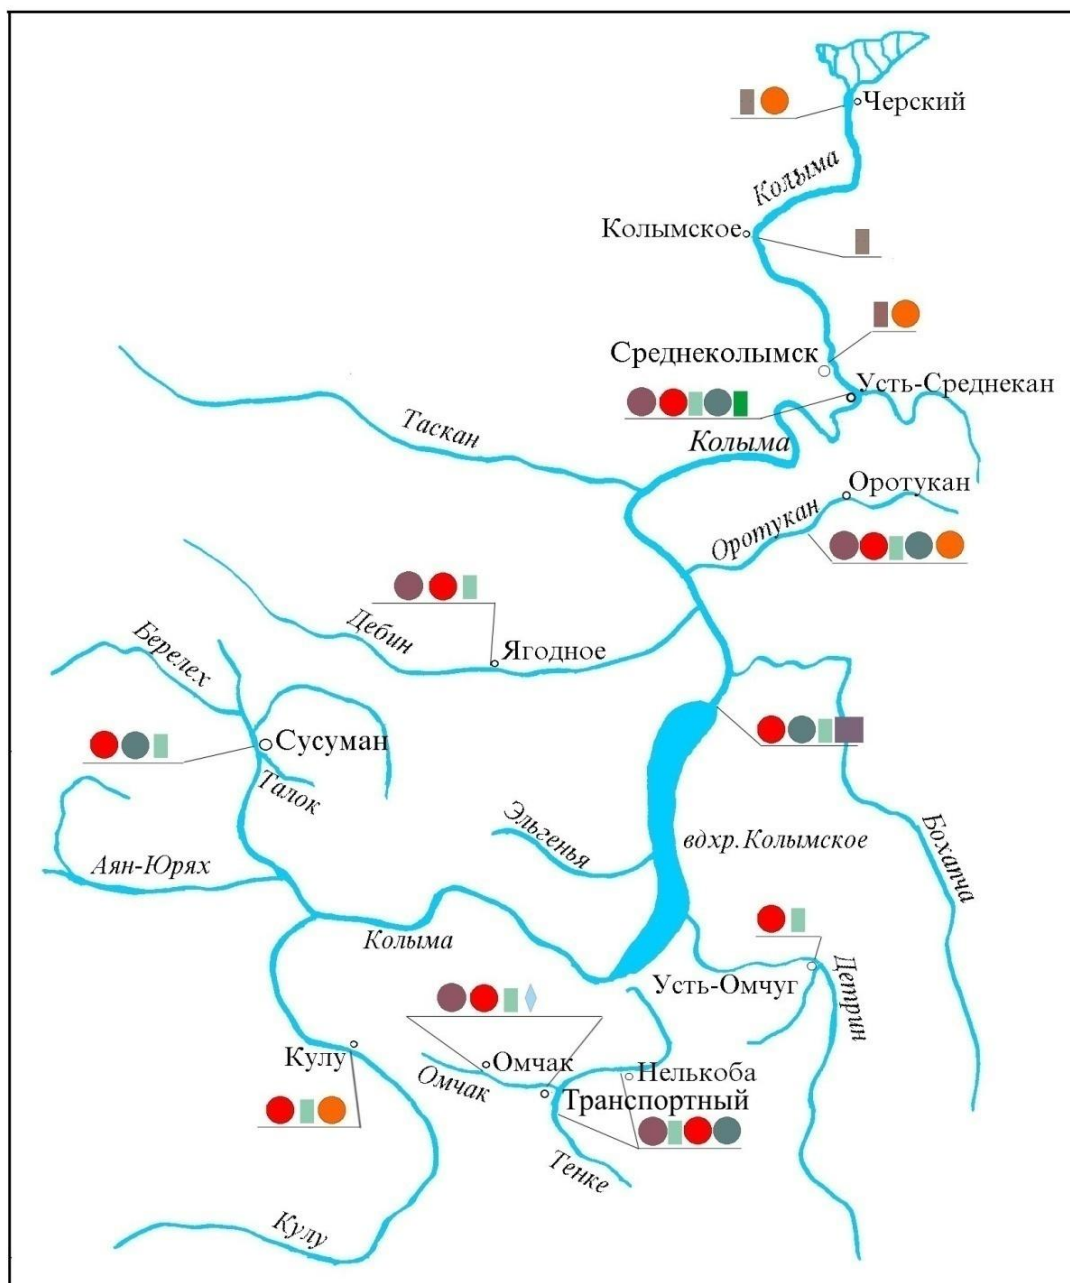 Черский
Колыма
Колымское
Среднеколымск
Усть-Среднекан
Таскан
Колыма
Оротукан
Оротукан
Дебин
Ягодное
Берелех
Сусуман
Талок
Эльгенья
вдхр. Колымское
Бохапча
Аян-Юрях
Колыма
Усть-Омчуг
Детрин
Кулу
Омчак
Омчак
Нелькоба
Транспортный
Тенке
Кулу